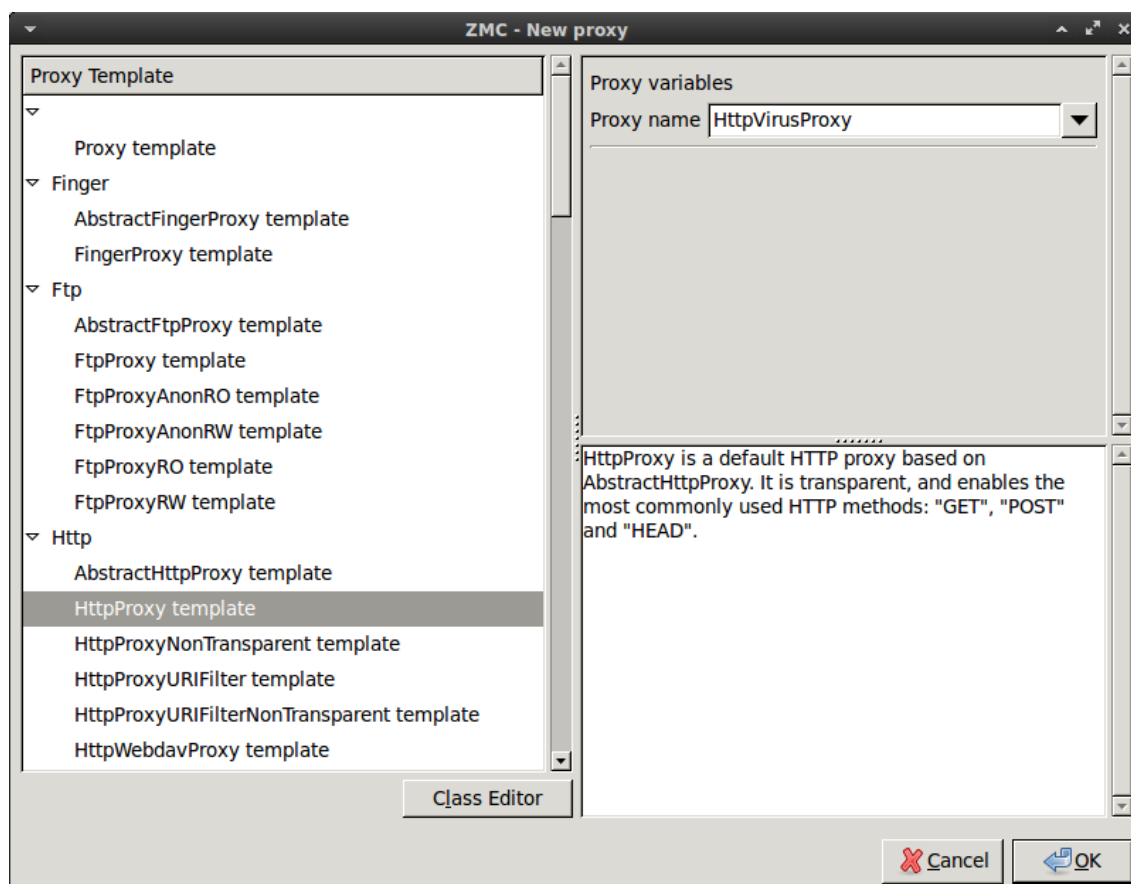 ZMC - New proxy
Proxy Template
Proxy template
Finger
AbstractFingerProxy template
FingerProxy template
Ftp
AbstractFtpProxy template
FtpProxy template
FtpProxyAnonRO template
FtpProxyAnonRW template
FtpProxyRO template
FtpProxyRW template
Http
AbstractHttpProxy template
HttpProxy template
HttpProxyNonTransparent template
HttpProxyURIFilter template
HttpProxyURIFilterNonTransparent template
HttpWebdavProxy template
Class Editor
Proxy variables
Proxy name HttpVirusProxy
HttpProxy is a default HTTP proxy based on
AbstractHttpProxy. It is transparent, and enables the
most commonly used HTTP methods: "GET", "POST"
and "HEAD".
Cancel
OK